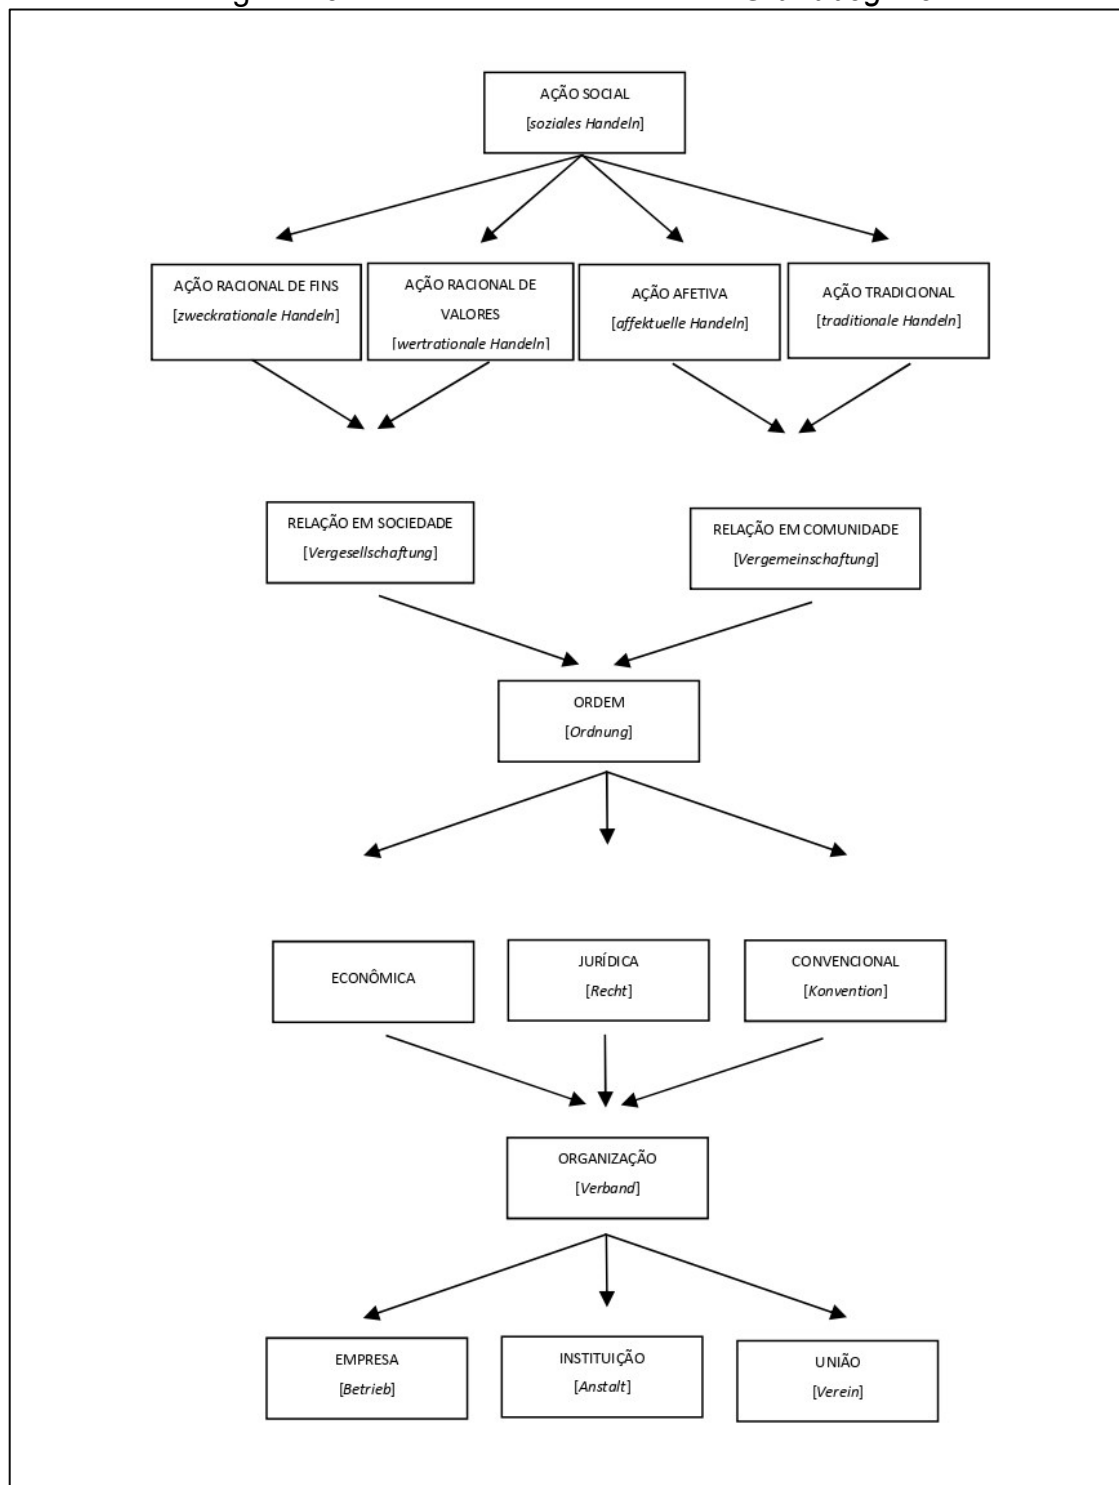 AÇÃO SOCIAL
[soziales Handeln]
AÇÃO RACIONAL DE FINS
[zweckrationale Handeln]
AÇÃO RACIONAL DE
VALORES
[wertrationale Handeln]
AÇÃO AFETIVA
[affektuelle Handeln]
AÇÃO TRADICIONAL
[traditionale Handeln]
RELAÇÃO EM SOCIEDADE
[Vergesellschaftung]
RELAÇÃO EM COMUNIDADE
[Vergemeinschaftung]
ORDEM
[Ordnung]
ECONÔMICA
JURÍDICA
[Recht]
CONVENCIONAL
[Konvention]
ORGANIZAÇÃO
[Verband]
EMPRESA
[Betrieb]
INSTITUIÇÃO
[Anstalt]
UNIÃO
[Verein]